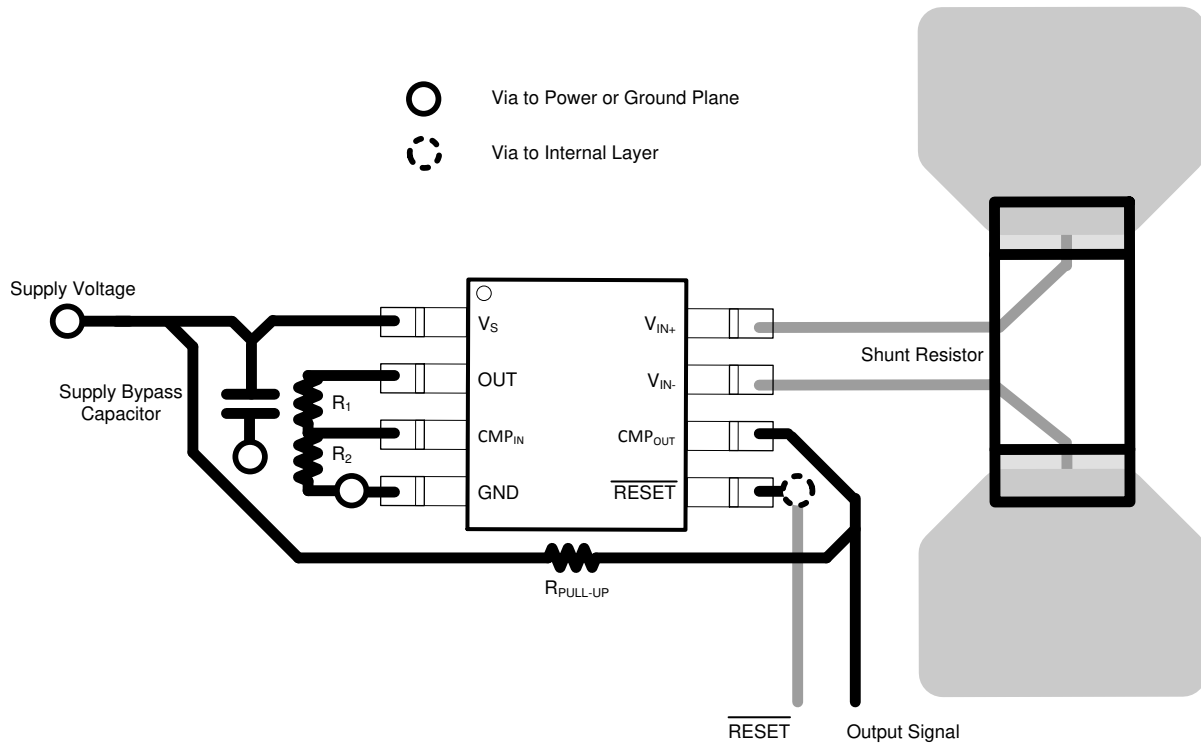 Via to Power or Ground Plane
Via to Internal Layer
Supply Voltage
Supply Bypass
Capacitor
R1
R2
VS
OUT
CMPIN
GND
VIN+
VIN-
CMPOUT
RESET
Shunt Resistor
RPULL-UP
RESET
Output Signal